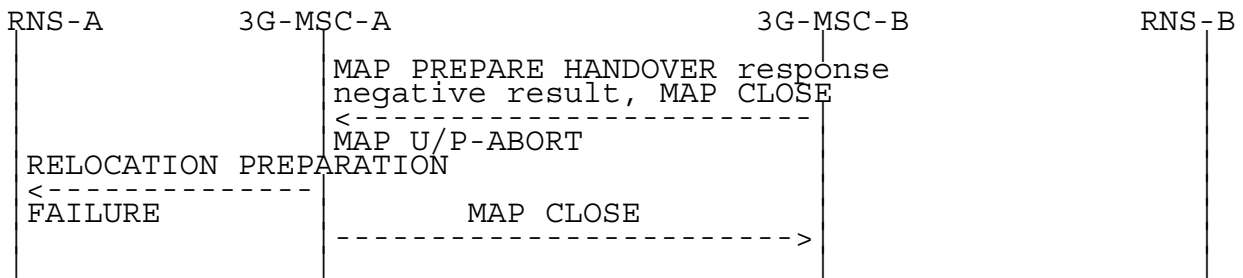 RNS-A 3G-MSC-A 3G-MSC-B RNS-B
MAP PREPARE HANDOVER response
negative result, MAP CLOSE
MAP U/P-ABORT
RELOCATION PREPARATION
FAILURE MAP CLOSE